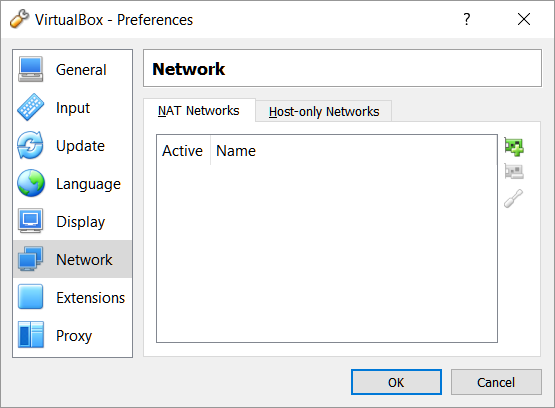 VirtualBox - Preferences
?
General
Input
Update
Language
Display
Network
Extensions
Proxy
Network
NAT Networks Host-only Networks
Active Name
OK Cancel